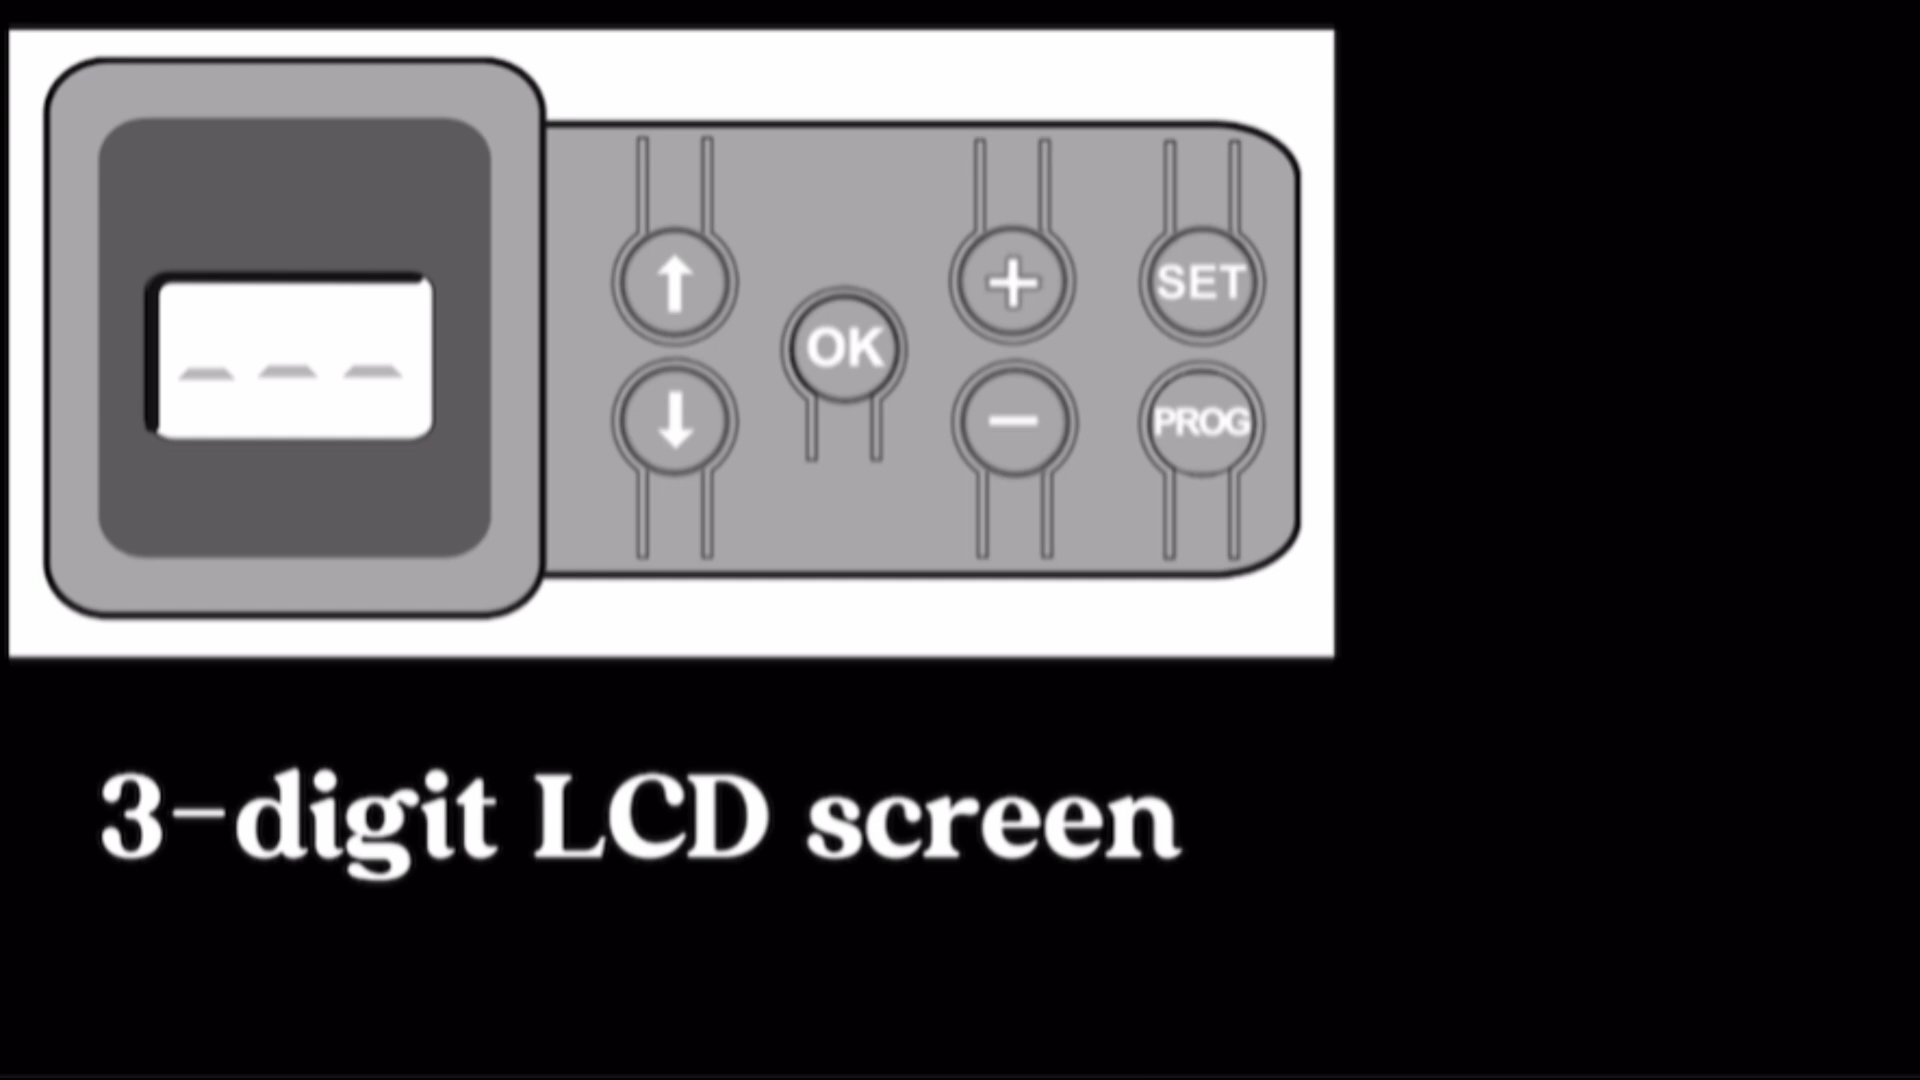 ---
↑
↓
OK
+
−
SET
PROG
3-digit LCD screen